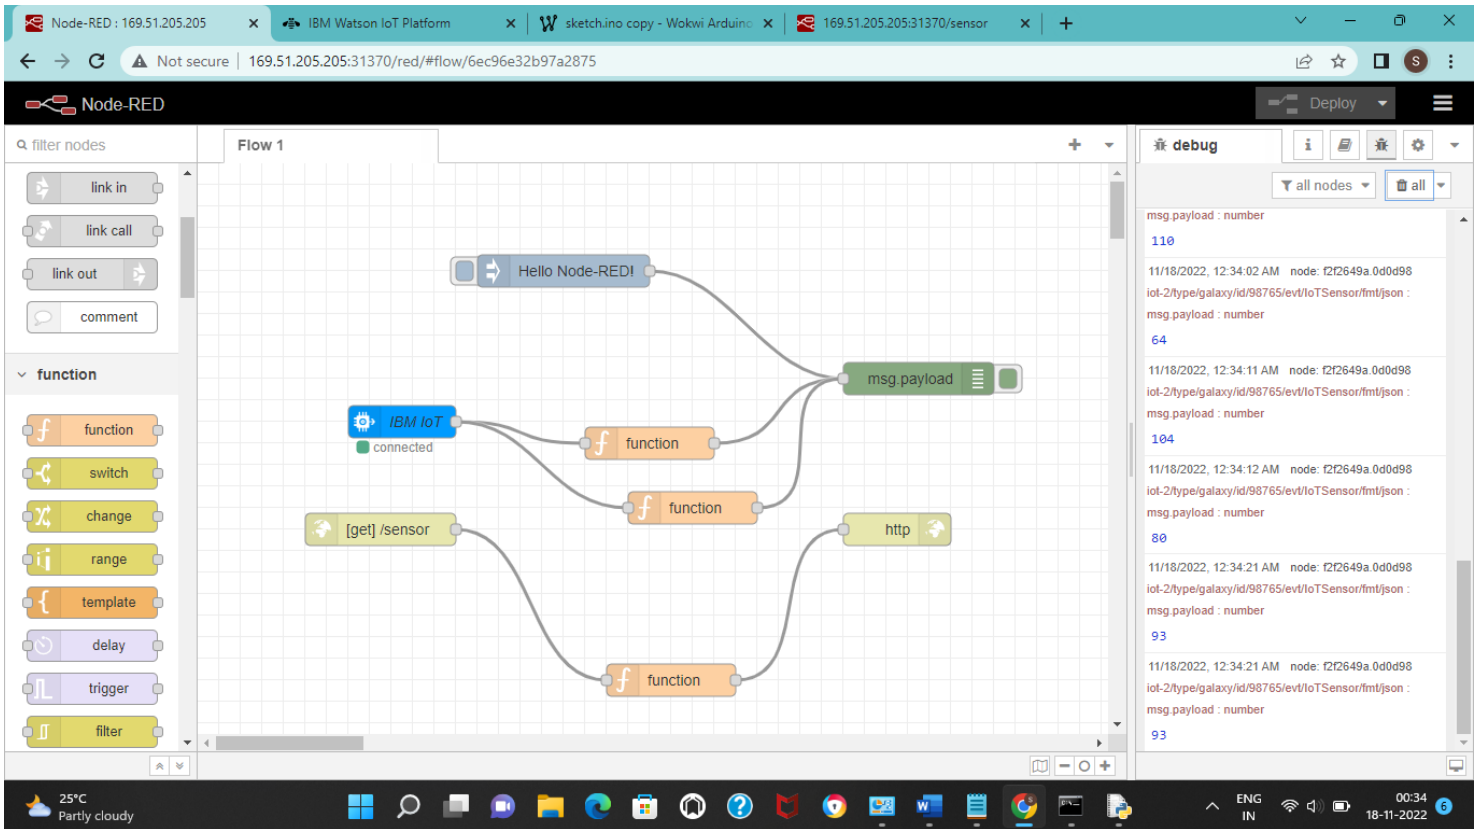 Node-RED : 169.51.205.205
IBM Watson IoT Platform
sketch.ino copy - Wokwi Arduino
169.51.205.205:31370/sensor
Not secure
169.51.205.205:31370/red/#flow/6ec96e32b97a2875
S
Node-RED
Deploy
filter nodes
link in
link call
link out
comment
function
function
switch
change
range
template
delay
trigger
filter
Flow 1
Hello Node-RED!
msg.payload
IBM IoT
connected
function
function
[get] /sensor
http
function
debug
i
all nodes
all
msg.payload : number
110
11/18/2022, 12:34:02 AM node: f2f2649a.0d0d98
iot-2/type/galaxy/id/98765/evt/IoTSensor/fmt/json :
msg.payload : number
64
11/18/2022, 12:34:11 AM node: f2f2649a.0d0d98
iot-2/type/galaxy/id/98765/evt/IoTSensor/fmt/json :
msg.payload : number
104
11/18/2022, 12:34:12 AM node: f2f2649a.0d0d98
iot-2/type/galaxy/id/98765/evt/IoTSensor/fmt/json :
msg.payload : number
80
11/18/2022, 12:34:21 AM node: f2f2649a.0d0d98
iot-2/type/galaxy/id/98765/evt/IoTSensor/fmt/json :
msg.payload : number
93
11/18/2022, 12:34:21 AM node: f2f2649a.0d0d98
iot-2/type/galaxy/id/98765/evt/IoTSensor/fmt/json :
msg.payload : number
93
25°C
Partly cloudy
ENG
IN
00:34
18-11-2022
6